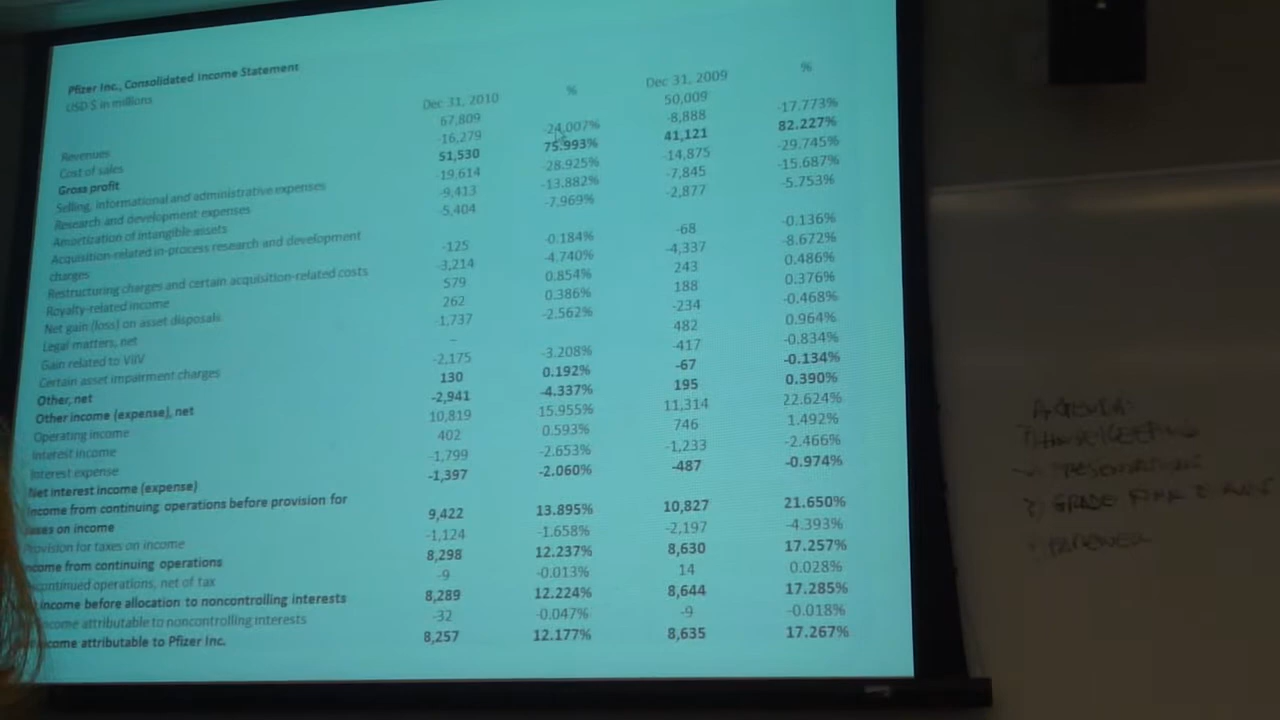 Pfizer Inc., Consolidated Income Statement
USD $ in millions Dec 31, 2010 % Dec 31, 2009 %
Revenues 67,809 50,009
Cost of sales -16,279 -24.007% -8,888 -17.773%
Gross profit 51,530 75.993% 41,121 82.227%
Selling, informational and administrative expenses -19,614 -28.925% -14,875 -29.745%
Research and development expenses -9,413 -13.882% -7,845 -15.687%
Amortization of intangible assets -5,404 -7.969% -2,877 -5.753%
Acquisition-related in-process research and development
charges -125 -0.184% -68 -0.136%
Restructuring charges and certain acquisition-related costs -3,214 -4.740% -4,337 -8.672%
Royalty-related income 579 0.854% 243 0.486%
Net gain (loss) on asset disposals 262 0.386% 188 0.376%
Legal matters, net -1,737 -2.562% -234 -0.468%
Gain related to ViiV – 482 0.964%
Certain asset impairment charges -2,175 -3.208% -417 -0.834%
Other, net 130 0.192% -67 -0.134%
Other income (expense), net -2,941 -4.337% 195 0.390%
Operating income 10,819 15.955% 11,314 22.624%
Interest income 402 0.593% 746 1.492%
Interest expense -1,799 -2.653% -1,233 -2.466%
Net interest income (expense) -1,397 -2.060% -487 -0.974%
Income from continuing operations before provision for
taxes on income 9,422 13.895% 10,827 21.650%
Provision for taxes on income -1,124 -1.658% -2,197 -4.393%
ncome from continuing operations 8,298 12.237% 8,630 17.257%
continued operations, net of tax -9 -0.013% 14 0.028%
income before allocation to noncontrolling interests 8,289 12.224% 8,644 17.285%
ncome attributable to noncontrolling interests -32 -0.047% -9 -0.018%
come attributable to Pfizer Inc. 8,257 12.177% 8,635 17.267%
AGENDA:
HOUSEKEEPING
PRESENTATIONS
GRADE